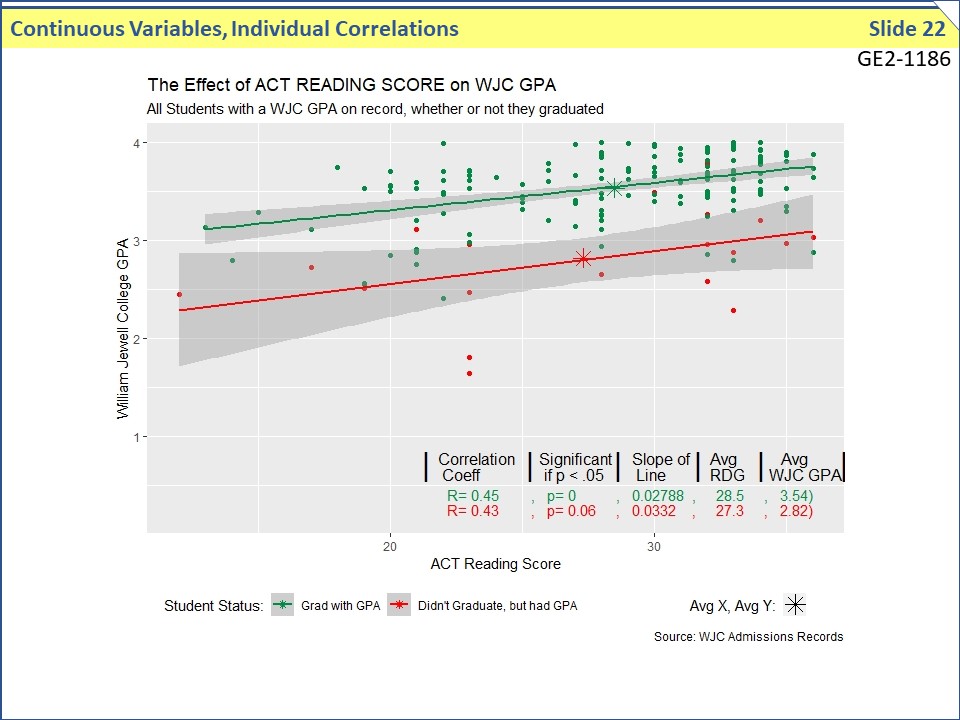 Continuous Variables, Individual Correlations Slide 22
GE2-1186
The Effect of ACT READING SCORE on WJC GPA
All Students with a WJC GPA on record, whether or not they graduated
4
3
2
1
William Jewell College GPA
Correlation Coeff | Significant if p < .05 | Slope of Line | Avg RDG | Avg WJC GPA
R= 0.45 , p= 0 , 0.02788 , 28.5 , 3.54)
R= 0.43 , p= 0.06 , 0.0332 , 27.3 , 2.82)
20 30
ACT Reading Score
Student Status: Grad with GPA Didn't Graduate, but had GPA Avg X, Avg Y:
Source: WJC Admissions Records